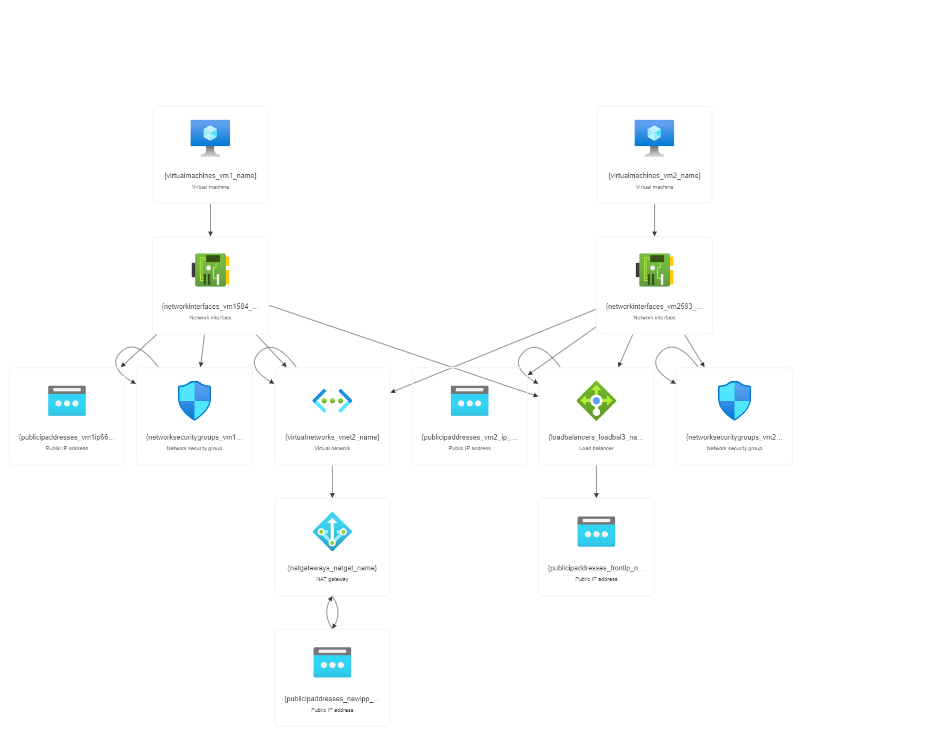 {virtualmachines_vm1_name}
Virtual machine
{virtualmachines_vm2_name}
Virtual machine
{networkinterfaces_vm1584_...
Network interface
{networkinterfaces_vm2593_...
Network interface
{publicipaddresses_vm1ip66...
Public IP address
{networksecuritygroups_vm1...
Network security group
{virtualnetworks_vnet2_name}
Virtual network
{publicipaddresses_vm2_ip_...
Public IP address
{loadbalancers_loadbal3_na...
Load balancer
{networksecuritygroups_vm2...
Network security group
{natgateways_natgat_name}
NAT gateway
{publicipaddresses_frontip_n...
Public IP address
{publicipaddresses_newipp_...
Public IP address